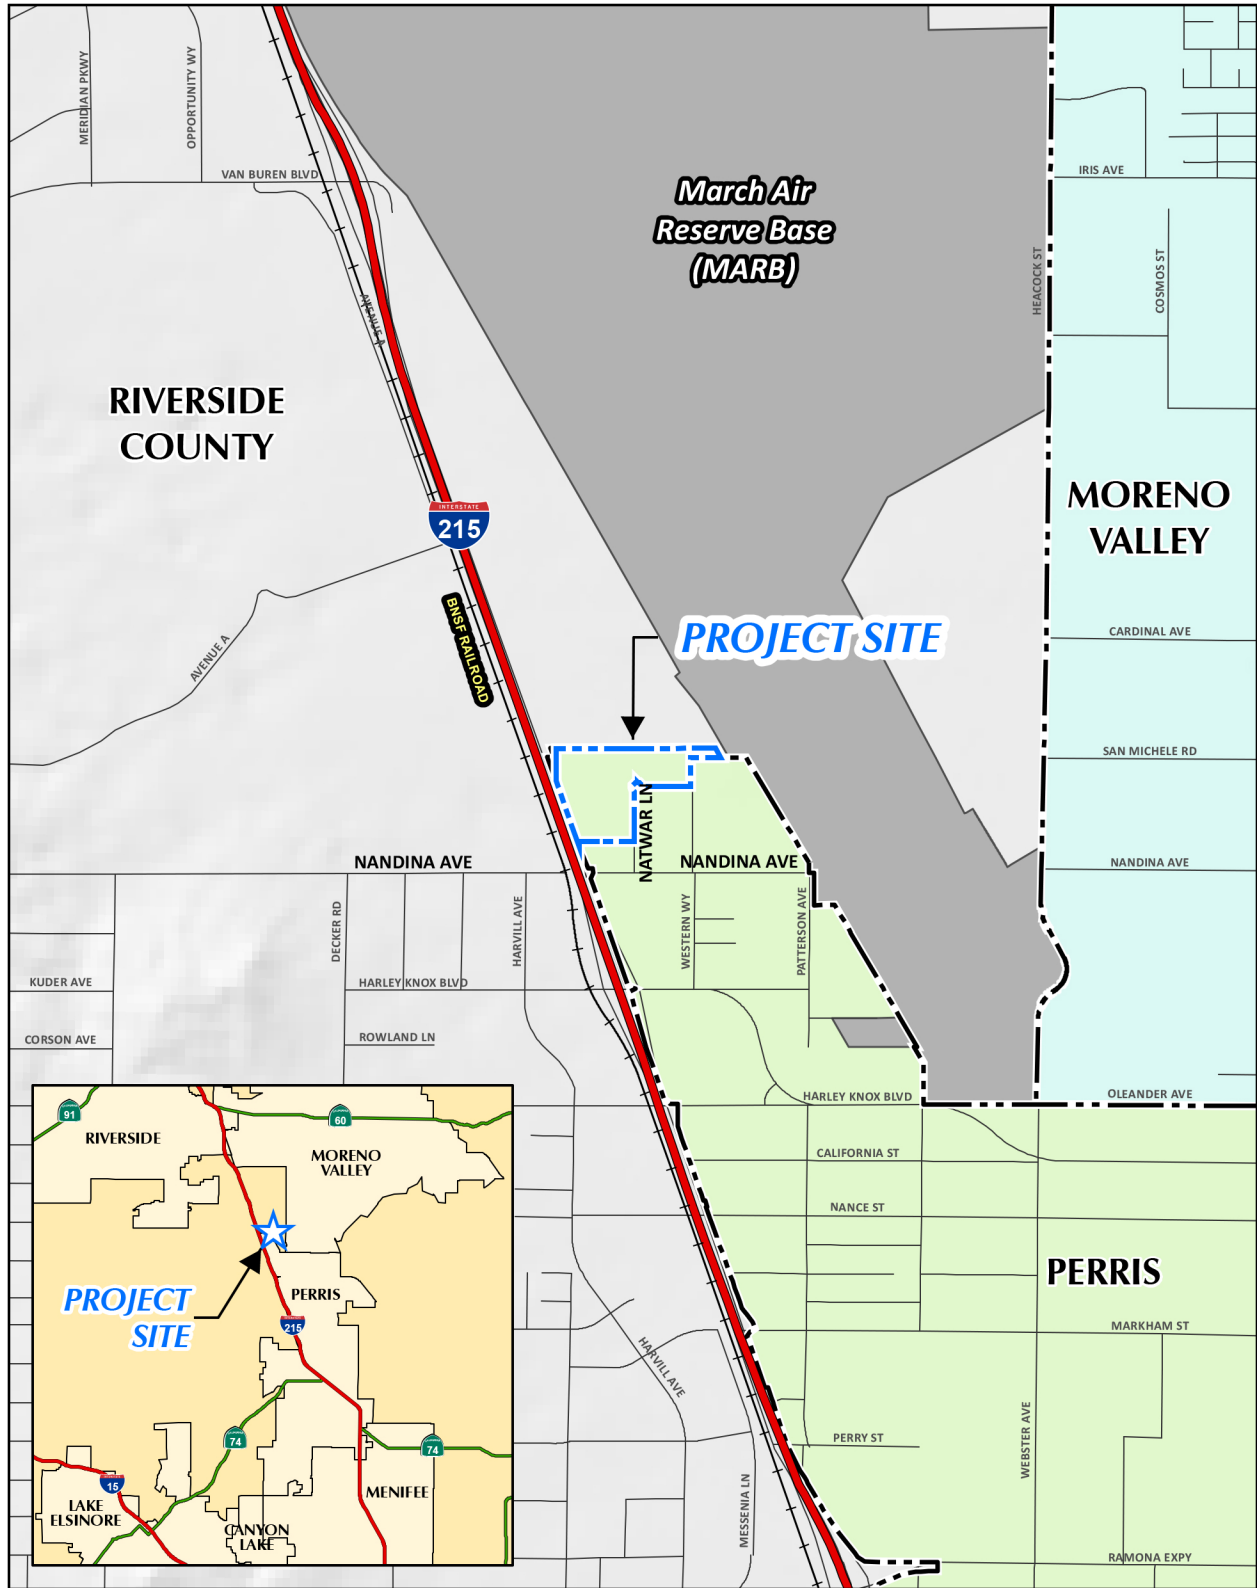 MERIDIAN PKWY
OPPORTUNITY WY
VAN BUREN BLVD
IRIS AVE
March Air
Reserve Base
(MARB)
HEACOCK ST
COSMOS ST
AVENUE A
RIVERSIDE
COUNTY
MORENO
VALLEY
INTERSTATE
215
BNSF RAILROAD
AVENUE A
CARDINAL AVE
PROJECT SITE
SAN MICHELE RD
NATWAR LN
NANDINA AVE
NANDINA AVE
NANDINA AVE
DECKER RD
HARVILL AVE
WESTERN WY
PATTERSON AVE
KUDER AVE
HARLEY KNOX BLVD
CORSON AVE
ROWLAND LN
HARLEY KNOX BLVD
OLEANDER AVE
CALIFORNIA ST
NANCE ST
PERRIS
MARKHAM ST
HARVILL AVE
PERRY ST
WEBSTER AVE
MESSENIA LN
RAMONA EXPY
91
60
RIVERSIDE
MORENO
VALLEY
PROJECT
SITE
PERRIS
215
74
74
15
LAKE
ELSINORE
CANYON
LAKE
MENIFEE